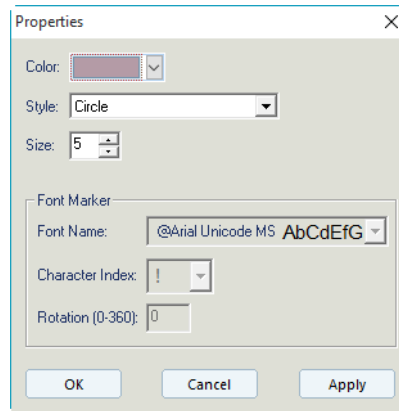 Properties
Color:
Style: Circle
Size: 5
Font Marker
Font Name: @Arial Unicode MS AbCdEfG
Character Index: !
Rotation (0-360): 0
OK Cancel Apply